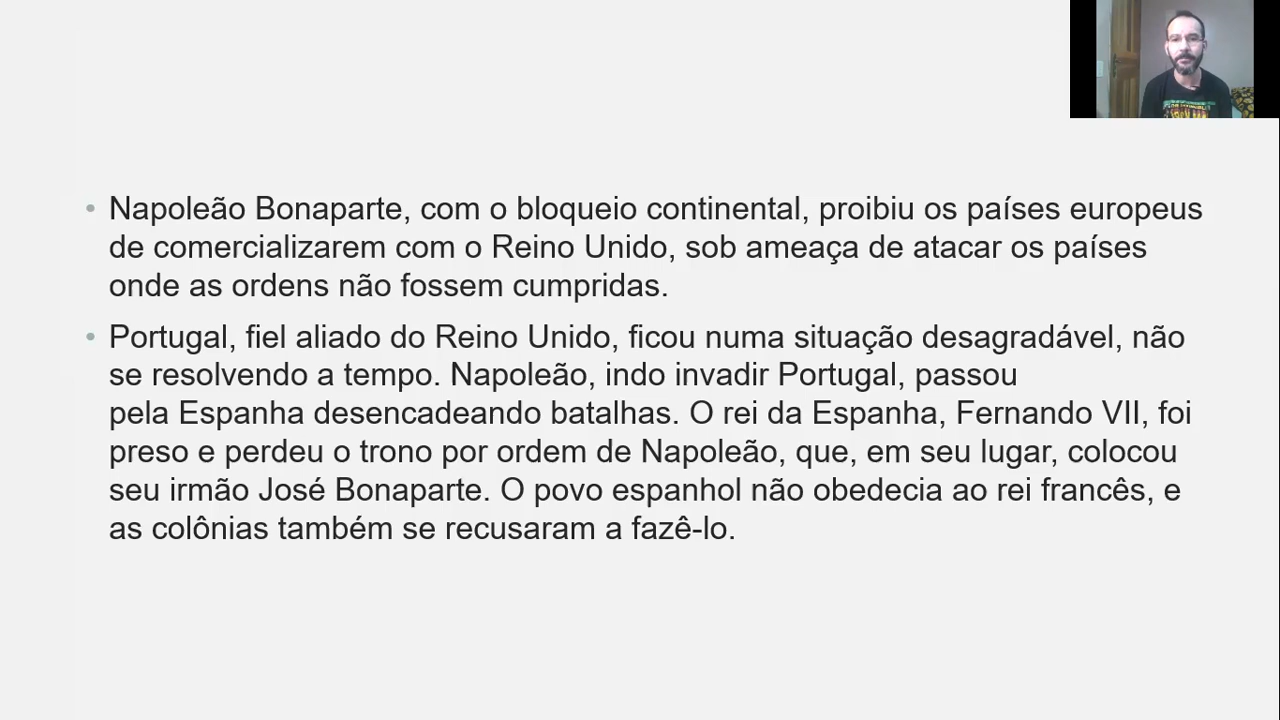 Napoleão Bonaparte, com o bloqueio continental, proibiu os países europeus
de comercializarem com o Reino Unido, sob ameaça de atacar os países
onde as ordens não fossem cumpridas.
Portugal, fiel aliado do Reino Unido, ficou numa situação desagradável, não
se resolvendo a tempo. Napoleão, indo invadir Portugal, passou
pela Espanha desencadeando batalhas. O rei da Espanha, Fernando VII, foi
preso e perdeu o trono por ordem de Napoleão, que, em seu lugar, colocou
seu irmão José Bonaparte. O povo espanhol não obedecia ao rei francês, e
as colônias também se recusaram a fazê-lo.